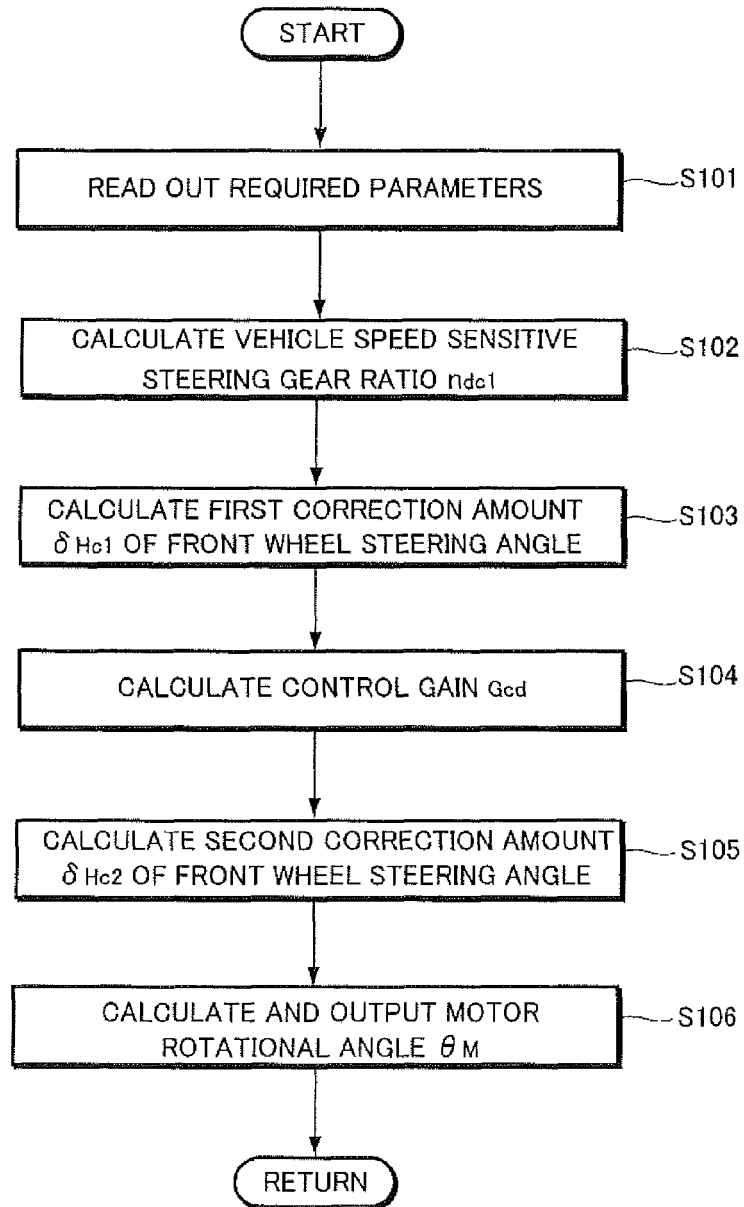 START
READ OUT REQUIRED PARAMETERS
S101
CALCULATE VEHICLE SPEED SENSITIVE
STEERING GEAR RATIO ndc1
S102
CALCULATE FIRST CORRECTION AMOUNT
δHc1 OF FRONT WHEEL STEERING ANGLE
S103
CALCULATE CONTROL GAIN Gcd
S104
CALCULATE SECOND CORRECTION AMOUNT
δHc2 OF FRONT WHEEL STEERING ANGLE
S105
CALCULATE AND OUTPUT MOTOR
ROTATIONAL ANGLE θM
S106
RETURN